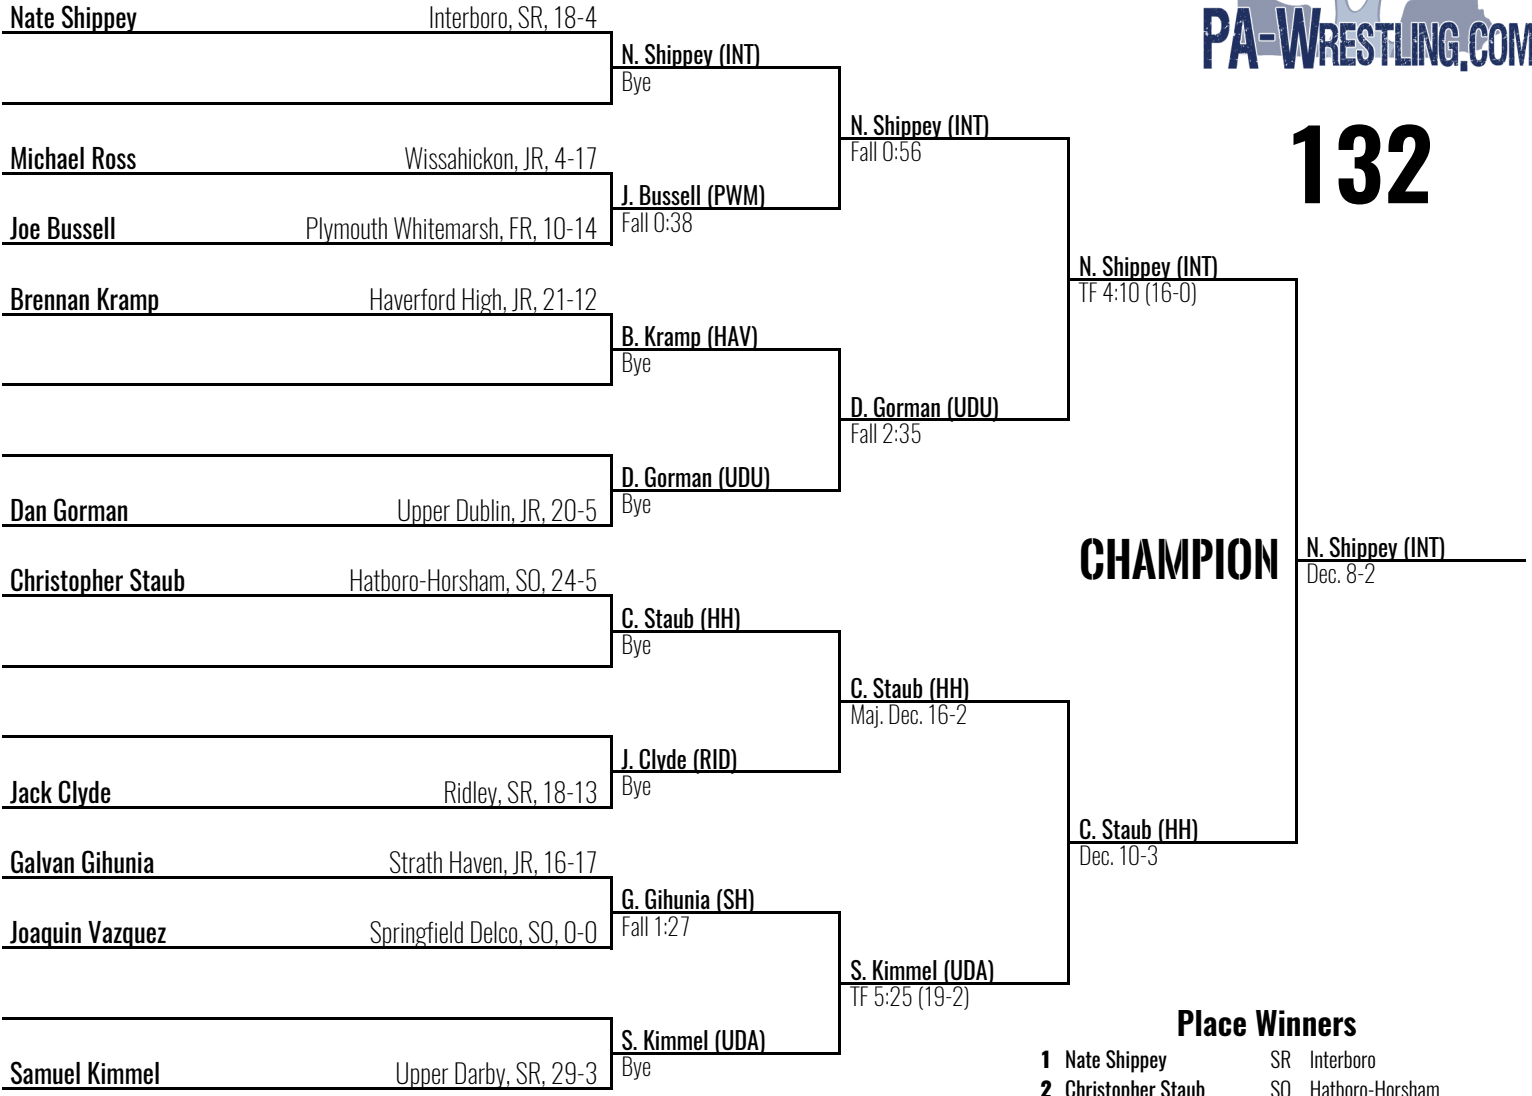 Nate Shippey Interboro, SR, 18-4
N. Shippey (INT)
Bye
PA-WRESTLING.COM
132
N. Shippey (INT)
Fall 0:56
Michael Ross Wissahickon, JR, 4-17
J. Bussell (PWM)
Fall 0:38
Joe Bussell Plymouth Whitemarsh, FR, 10-14
N. Shippey (INT)
TF 4:10 (16-0)
Brennan Kramp Haverford High, JR, 21-12
B. Kramp (HAV)
Bye
D. Gorman (UDU)
Fall 2:35
D. Gorman (UDU)
Bye
Dan Gorman Upper Dublin, JR, 20-5
CHAMPION
N. Shippey (INT)
Dec. 8-2
Christopher Staub Hatboro-Horsham, SO, 24-5
C. Staub (HH)
Bye
C. Staub (HH)
Maj. Dec. 16-2
J. Clyde (RID)
Bye
Jack Clyde Ridley, SR, 18-13
C. Staub (HH)
Dec. 10-3
Galvan Gihunia Strath Haven, JR, 16-17
G. Gihunia (SH)
Fall 1:27
Joaquin Vazquez Springfield Delco, SO, 0-0
S. Kimmel (UDA)
TF 5:25 (19-2)
S. Kimmel (UDA)
Bye
Samuel Kimmel Upper Darby, SR, 29-3
Place Winners
1 Nate Shippey SR Interboro
2 Christopher Staub SO Hatboro-Horsham